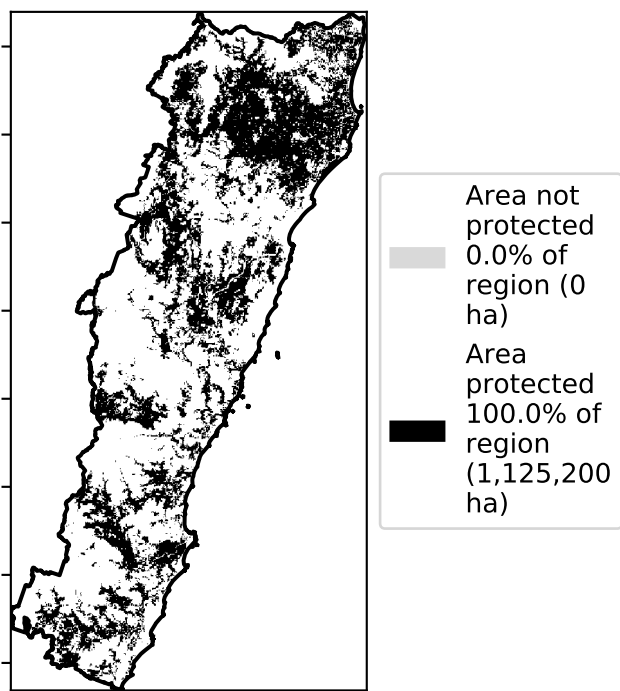 Area not
protected
0.0% of
region (0
ha)
Area
protected
100.0% of
region
(1,125,200
ha)